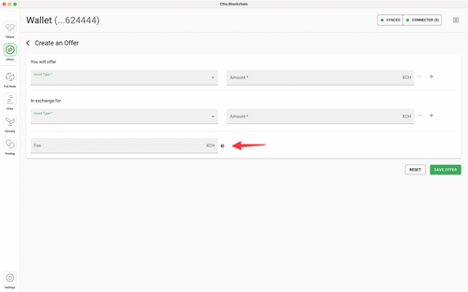 Chia Blockchain
Wallet (...624444)
SYNCED
CONNECTED (5)
Tokens
Offers
Full Node
Plots
Farming
Pooling
Settings
Create an Offer
You will offer
Asset Type *
Amount *
XCH
In exchange for
Asset Type *
Amount *
XCH
Fee
XCH
RESET
SAVE OFFER